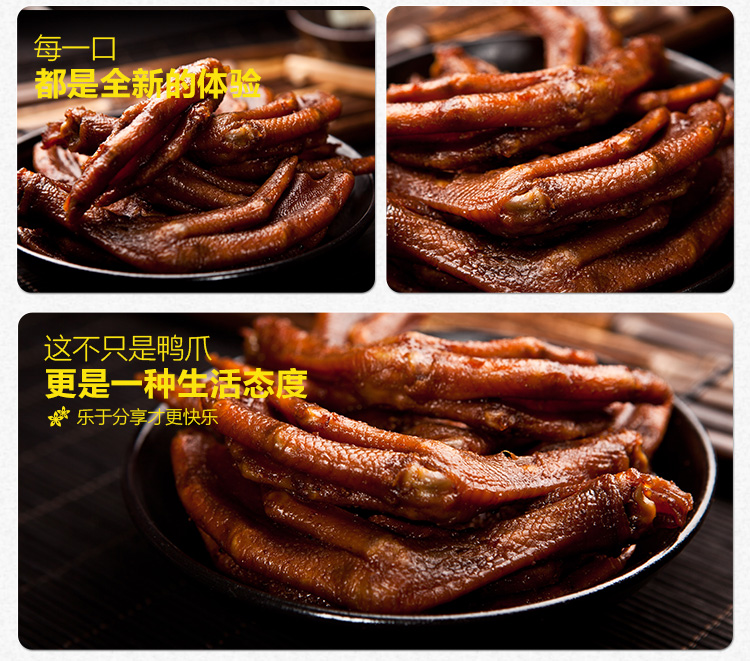 每一口
都是全新的体验
这不只是鸭爪
更是一种生活态度
乐于分享才更快乐